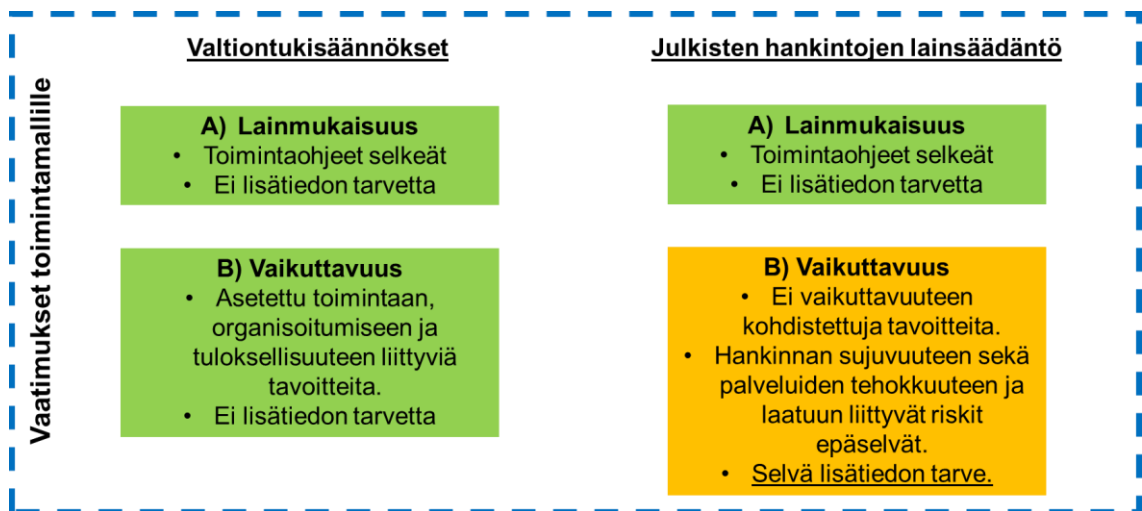 Vaatimukset toimintamallille
Valtiontukisäännökset
A) Lainmukaisuus
• Toimintaohjeet selkeät
• Ei lisätiedon tarvetta
B) Vaikuttavuus
• Asetettu toimintaan,
organisoitumiseen ja
tuloksellisuuteen liittyviä
tavoitteita.
• Ei lisätiedon tarvetta
Julkisten hankintojen lainsäädäntö
A) Lainmukaisuus
• Toimintaohjeet selkeät
• Ei lisätiedon tarvetta
B) Vaikuttavuus
• Ei vaikuttavuuteen
kohdistettuja tavoitteita.
• Hankinnan sujuvuuteen sekä
palveluiden tehokkuuteen ja
laatuun liittyvät riskit
epäselvät.
• Selvä lisätiedon tarve.